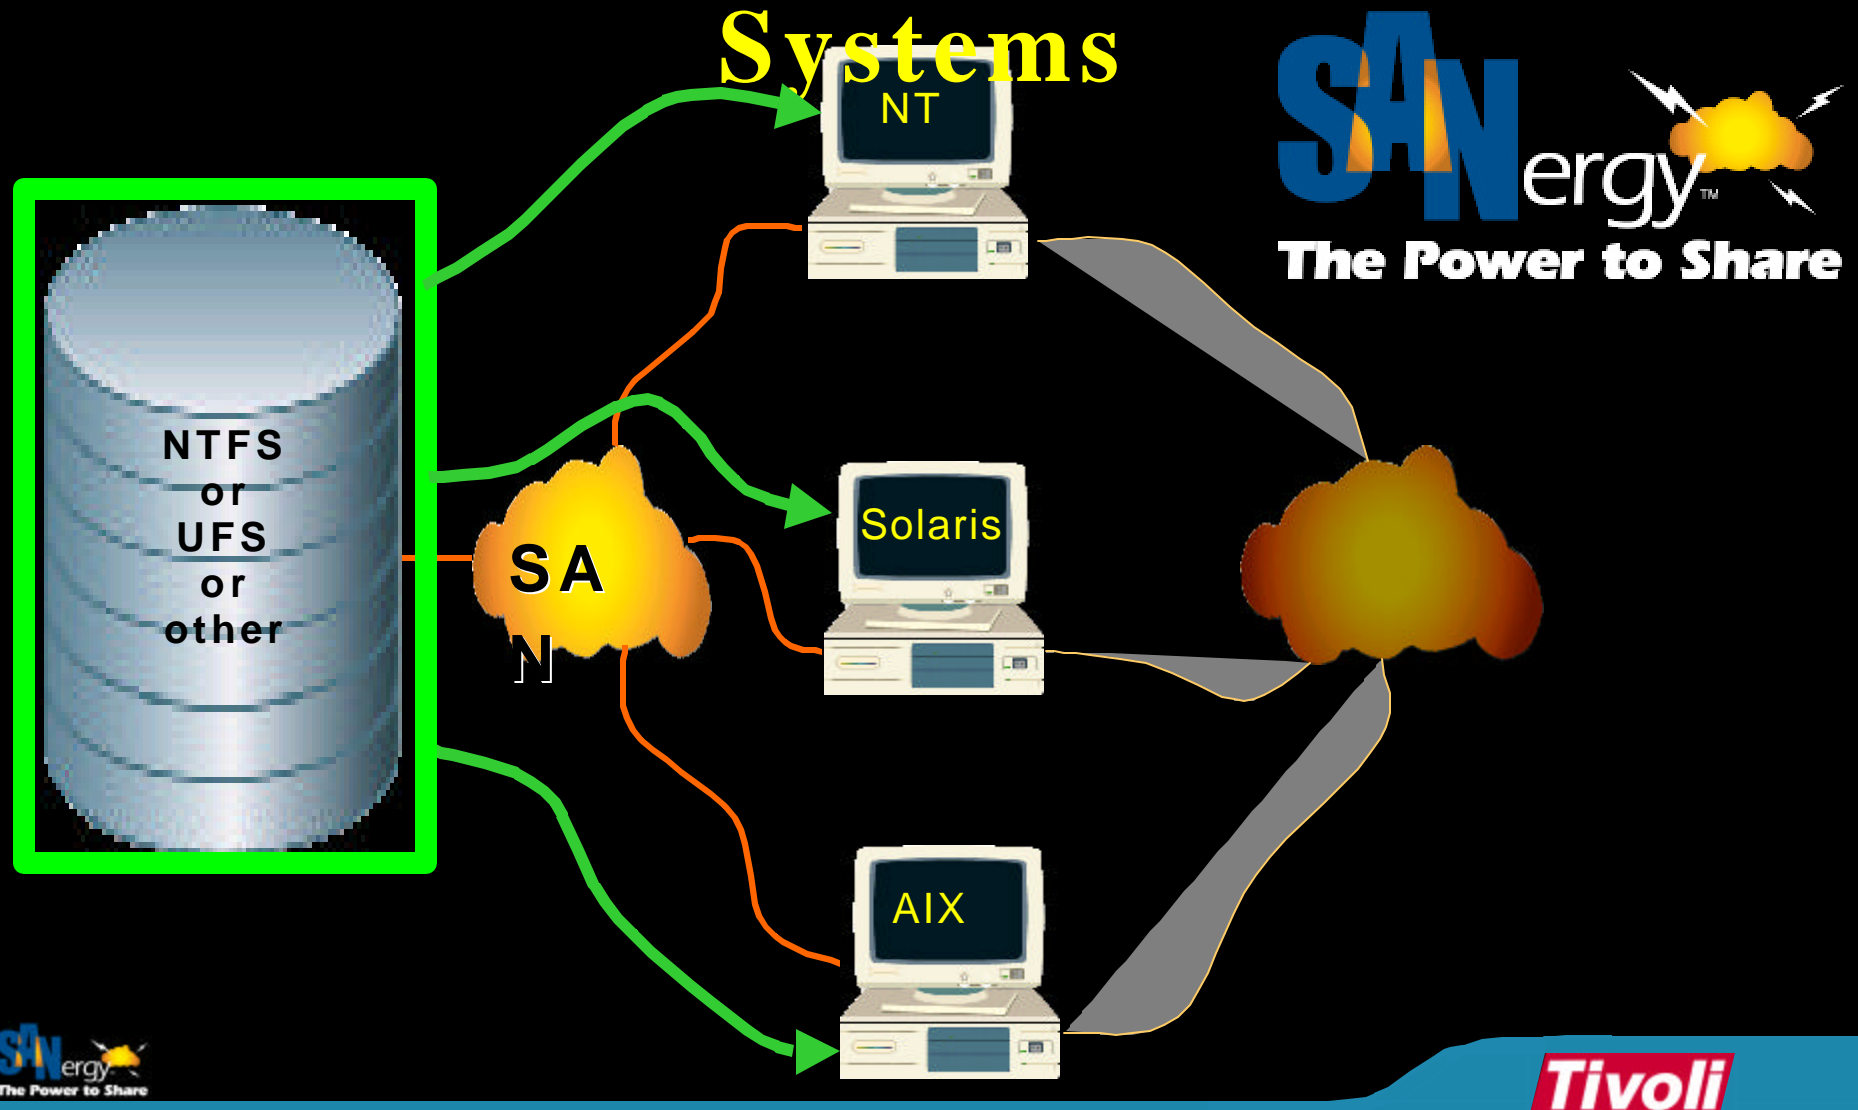 Systems
NT
SANergy™
The Power to Share
NTFS
or
UFS
or
other
SA
N
Solaris
AIX
SANergy
The Power to Share
Tivoli